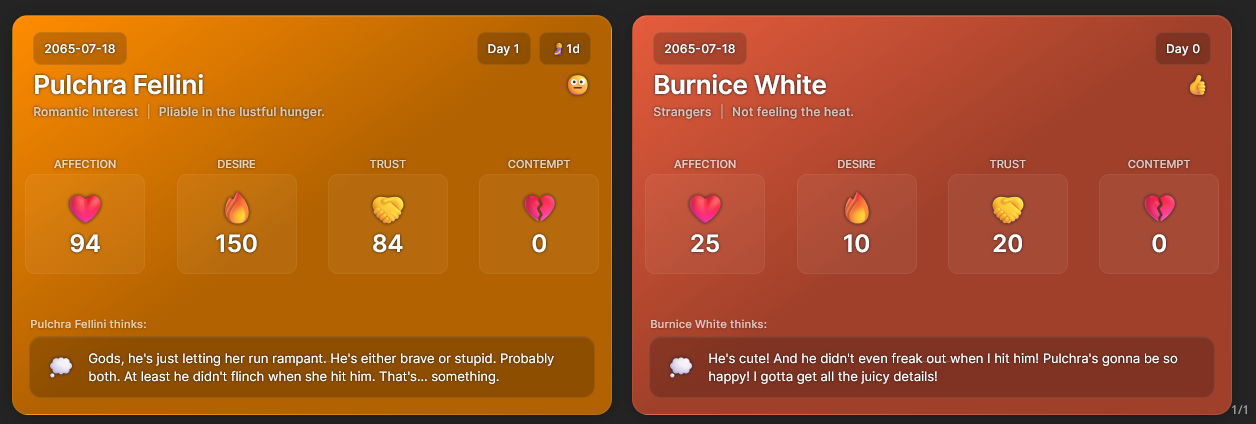 2065-07-18
Day 1
🤰 1d
Pulchra Fellini
Romantic Interest | Pliable in the lustful hunger.
AFFECTION
DESIRE
TRUST
CONTEMPT
94
150
84
0
Pulchra Fellini thinks:
Gods, he's just letting her run rampant. He's either brave or stupid. Probably
both. At least he didn't flinch when she hit him. That's... something.
2065-07-18
Day 0
Burnice White
Strangers | Not feeling the heat.
AFFECTION
DESIRE
TRUST
CONTEMPT
25
10
20
0
Burnice White thinks:
He's cute! And he didn't even freak out when I hit him! Pulchra's gonna be so
happy! I gotta get all the juicy details!
1/1